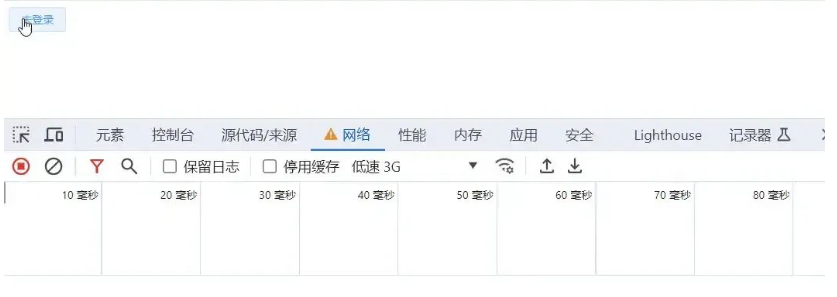 登录
元素 控制台 源代码/来源 网络 性能 内存 应用 安全 Lighthouse 记录器
保留日志 停用缓存 低速 3G
10 毫秒 20 毫秒 30 毫秒 40 毫秒 50 毫秒 60 毫秒 70 毫秒 80 毫秒